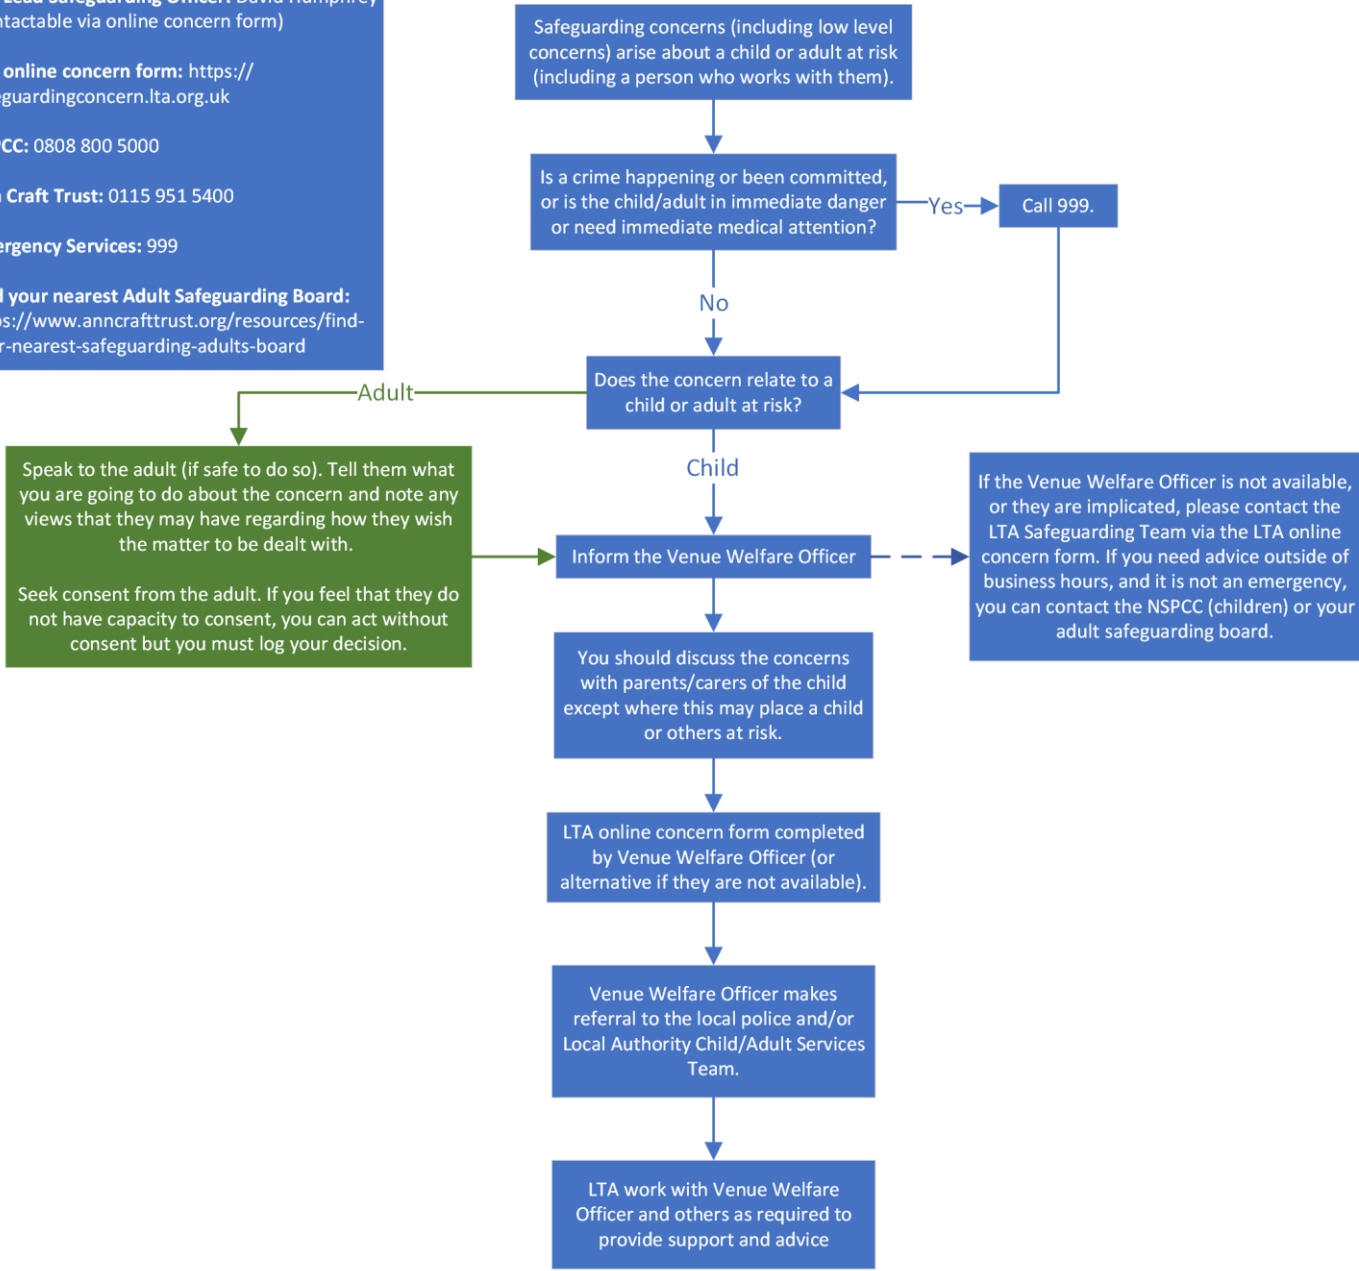 Lead Safeguarding Officer: David Humphrey
ntactable via online concern form)
online concern form: https://
eguardingconcern.lta.org.uk
CC: 0808 800 5000
Craft Trust: 0115 951 5400
ergency Services: 999
your nearest Adult Safeguarding Board:
os://www.anncrafttrust.org/resources/find-
r-nearest-safeguarding-adults-board
Safeguarding concerns (including low level
concerns) arise about a child or adult at risk
(including a person who works with them).
Is a crime happening or been committed,
or is the child/adult in immediate danger
or need immediate medical attention?
Yes
Call 999.
No
Does the concern relate to a
child or adult at risk?
Adult
Child
Speak to the adult (if safe to do so). Tell them what
you are going to do about the concern and note any
views that they may have regarding how they wish
the matter to be dealt with.
Seek consent from the adult. If you feel that they do
not have capacity to consent, you can act without
consent but you must log your decision.
Inform the Venue Welfare Officer
If the Venue Welfare Officer is not available,
or they are implicated, please contact the
LTA Safeguarding Team via the LTA online
concern form. If you need advice outside of
business hours, and it is not an emergency,
you can contact the NSPCC (children) or your
adult safeguarding board.
You should discuss the concerns
with parents/carers of the child
except where this may place a child
or others at risk.
LTA online concern form completed
by Venue Welfare Officer (or
alternative if they are not available).
Venue Welfare Officer makes
referral to the local police and/or
Local Authority Child/Adult Services
Team.
LTA work with Venue Welfare
Officer and others as required to
provide support and advice